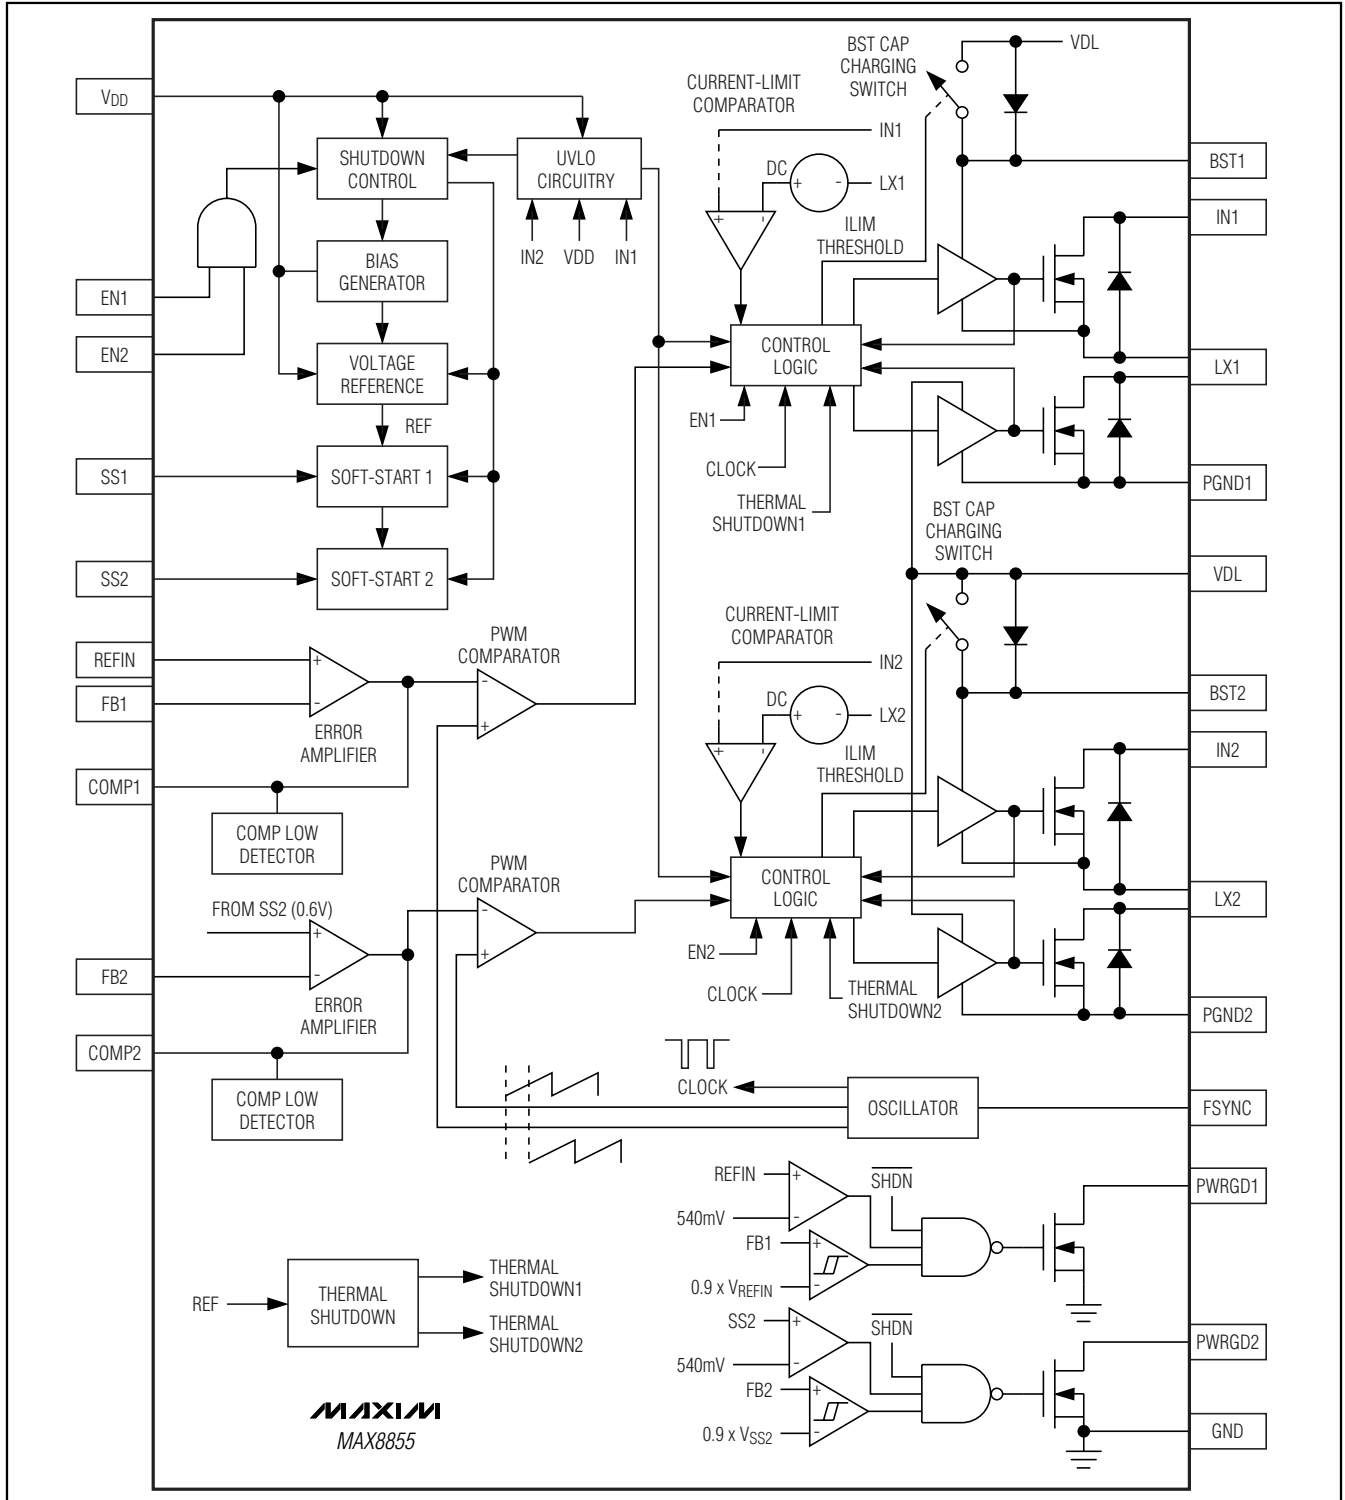 VDD
EN1
EN2
SS1
SS2
REFIN
FB1
COMP1
FB2
COMP2
SHUTDOWN
CONTROL
BIAS
GENERATOR
VOLTAGE
REFERENCE
REF
SOFT-START 1
SOFT-START 2
UVLO
CIRCUITRY
IN2
VDD
IN1
+
-
ERROR
AMPLIFIER
COMP LOW
DETECTOR
PWM
COMPARATOR
-
+
FROM SS2 (0.6V)
+
-
ERROR
AMPLIFIER
COMP LOW
DETECTOR
PWM
COMPARATOR
-
+
CURRENT-LIMIT
COMPARATOR
IN1
DC
+
-
LX1
+
-
ILIM
THRESHOLD
BST CAP
CHARGING
SWITCH
VDL
CONTROL
LOGIC
EN1
CLOCK
THERMAL
SHUTDOWN1
BST CAP
CHARGING
SWITCH
CURRENT-LIMIT
COMPARATOR
IN2
DC
+
-
LX2
+
-
ILIM
THRESHOLD
CONTROL
LOGIC
EN2
CLOCK
THERMAL
SHUTDOWN2
CLOCK
OSCILLATOR
REFIN
+
540mV
-
SHDN
FB1
+
0.9 x VREFIN
-
SS2
+
540mV
-
SHDN
FB2
+
0.9 x VSS2
-
REF
THERMAL
SHUTDOWN
THERMAL
SHUTDOWN1
THERMAL
SHUTDOWN2
MAXIM
MAX8855
BST1
IN1
LX1
PGND1
VDL
BST2
IN2
LX2
PGND2
FSYNC
PWRGD1
PWRGD2
GND